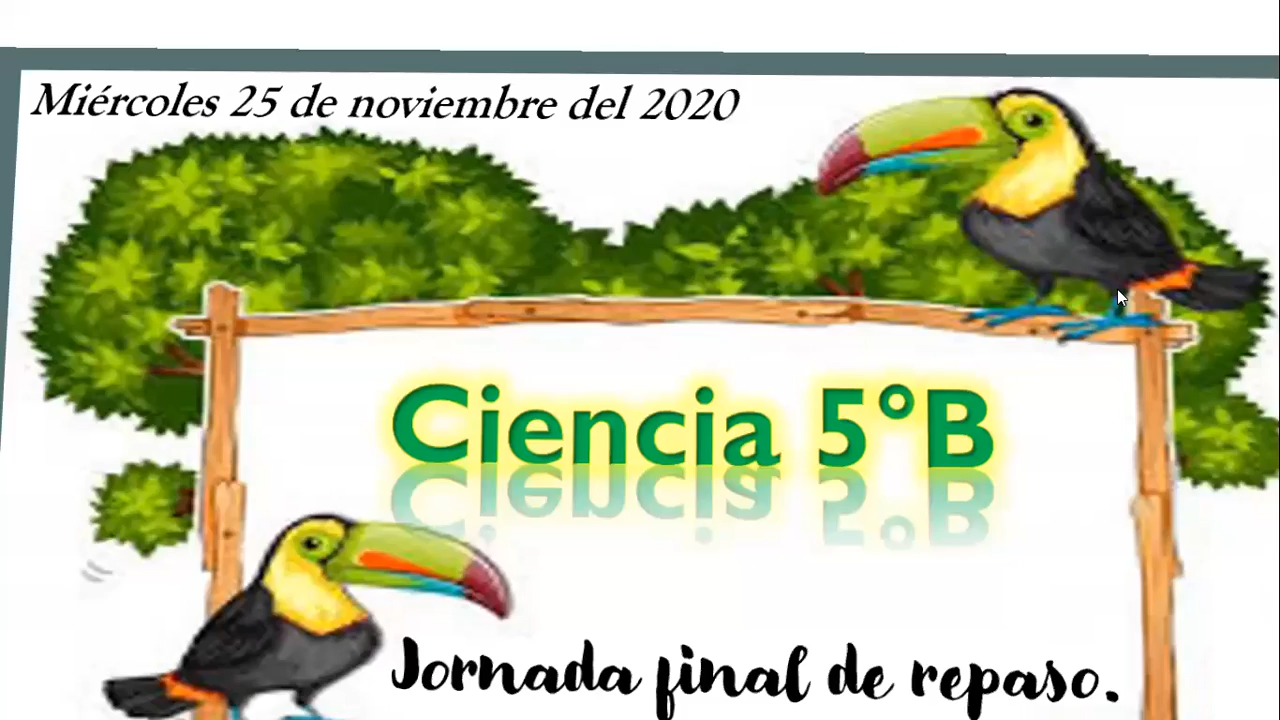 Miércoles 25 de noviembre del 2020
Ciencia 5°B
Jornada final de repaso.